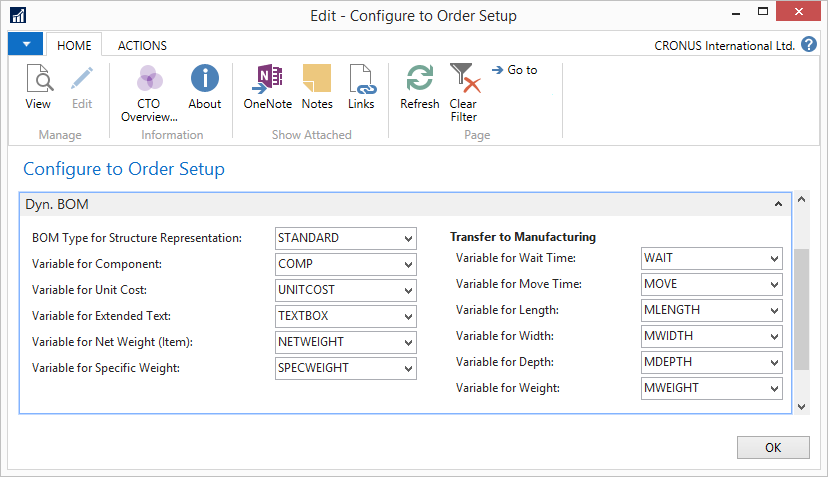 Edit - Configure to Order Setup
HOME ACTIONS CRONUS International Ltd. ?
View Edit CTO Overview... About OneNote Notes Links Refresh Clear Filter Go to
Manage Information Show Attached Page
Configure to Order Setup
Dyn. BOM
BOM Type for Structure Representation: STANDARD
Variable for Component: COMP
Variable for Unit Cost: UNITCOST
Variable for Extended Text: TEXTBOX
Variable for Net Weight (Item): NETWEIGHT
Variable for Specific Weight: SPECWEIGHT
Transfer to Manufacturing
Variable for Wait Time: WAIT
Variable for Move Time: MOVE
Variable for Length: MLENGTH
Variable for Width: MWIDTH
Variable for Depth: MDEPTH
Variable for Weight: MWEIGHT
OK